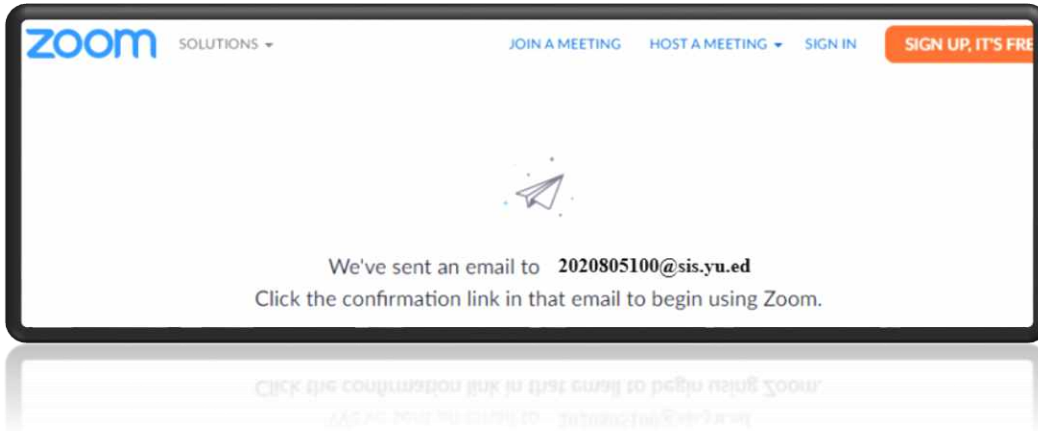 zoom SOLUTIONS JOIN A MEETING HOST A MEETING SIGN IN SIGN UP, IT'S FRE
We've sent an email to 2020805100@sis.yu.ed
Click the confirmation link in that email to begin using Zoom.